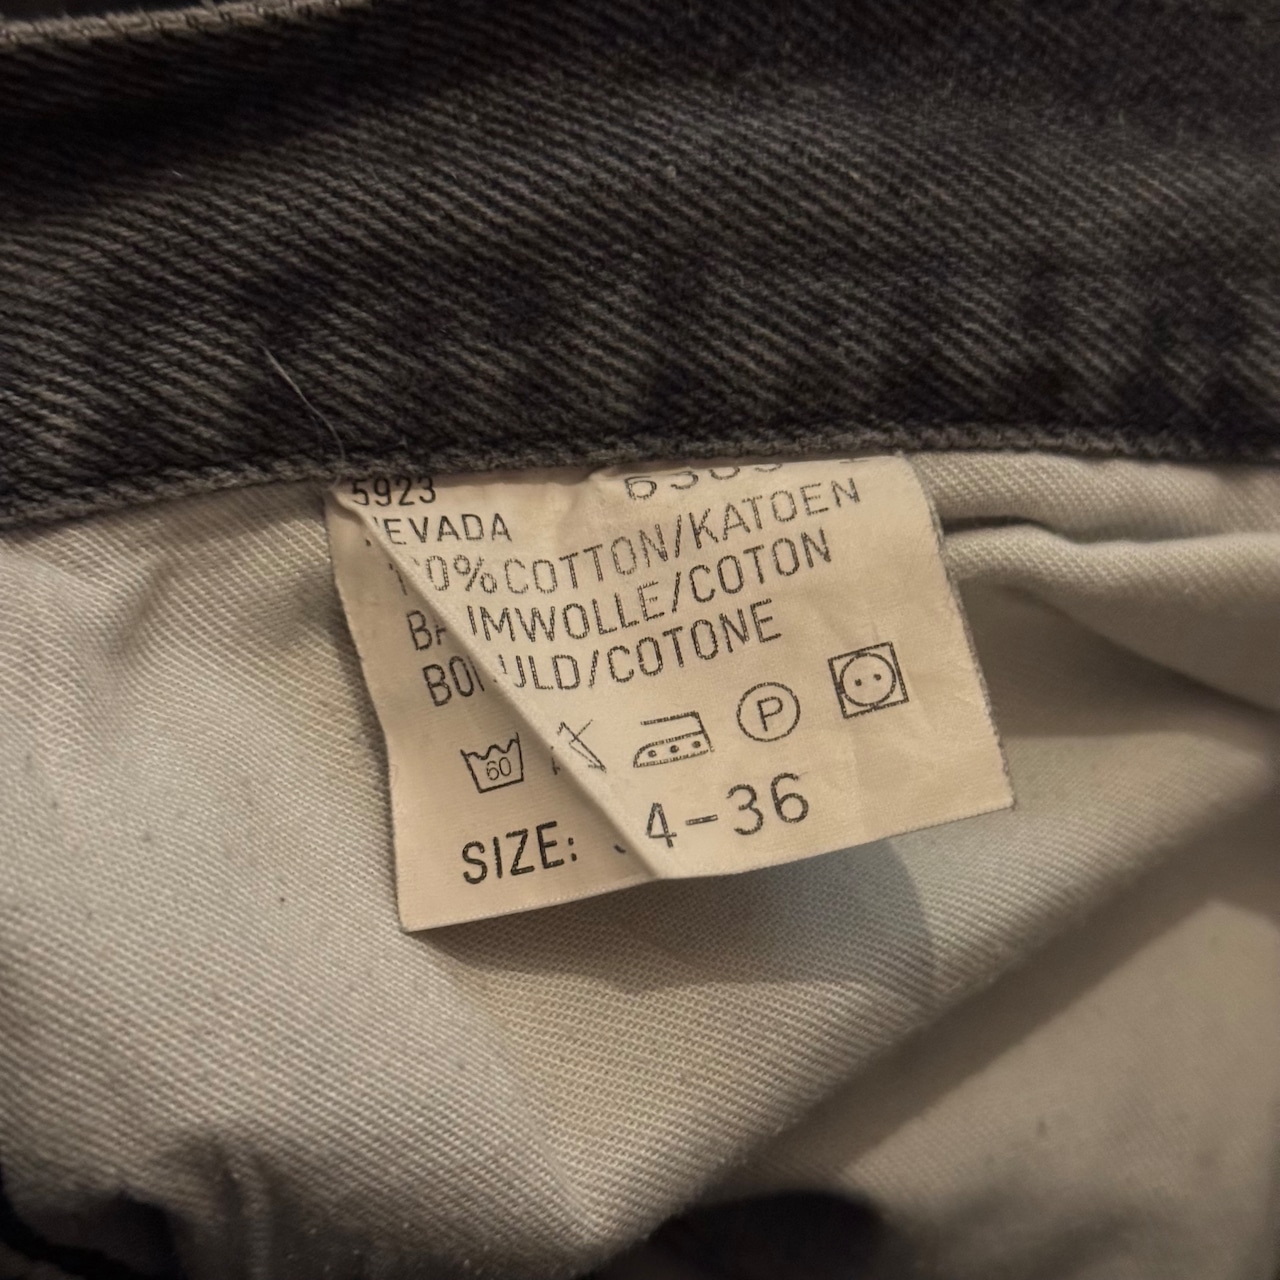 5923
EVADA
0%COTTON/KATOEN
IMWOLLE/COTON
ULD/COTONE
60
P
SIZE: 4-36